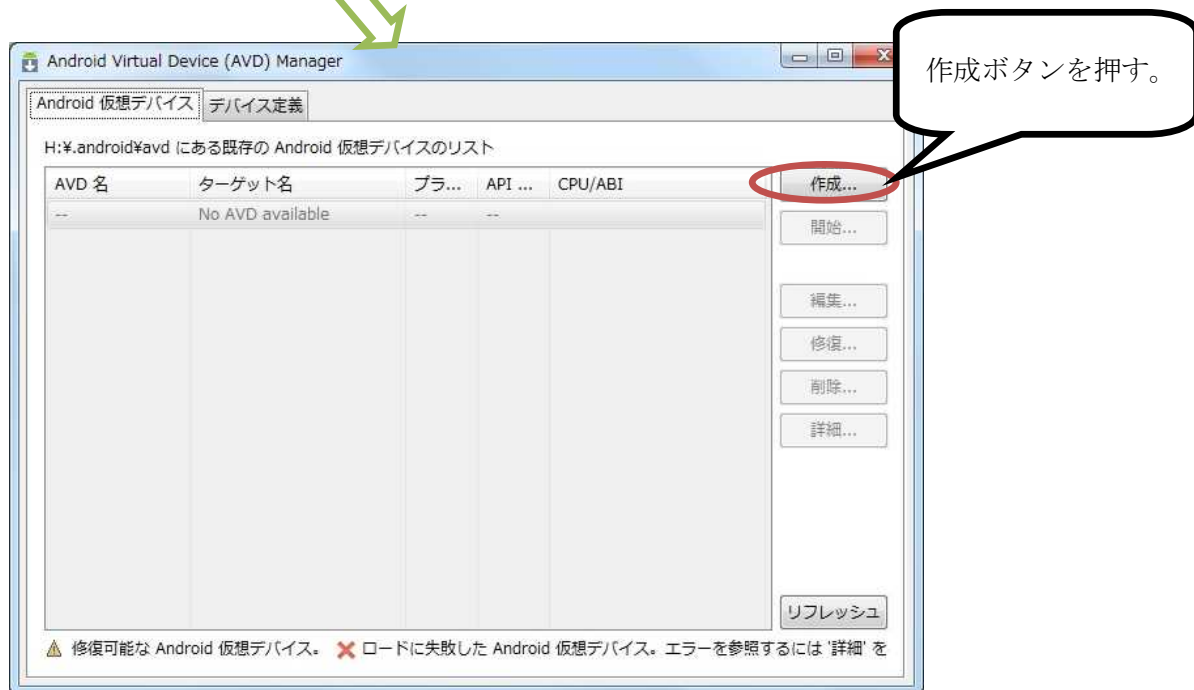 Android Virtual Device (AVD) Manager
作成ボタンを押す。
Android 仮想デバイス デバイス定義
H:¥.android¥avd にある既存の Android 仮想デバイスのリスト
AVD 名 ターゲット名 プラ... API ... CPU/ABI
-- No AVD available -- --
作成...
開始...
編集...
修復...
削除...
詳細...
リフレッシュ
修復可能な Android 仮想デバイス。 ロードに失敗した Android 仮想デバイス。エラーを参照するには '詳細' を